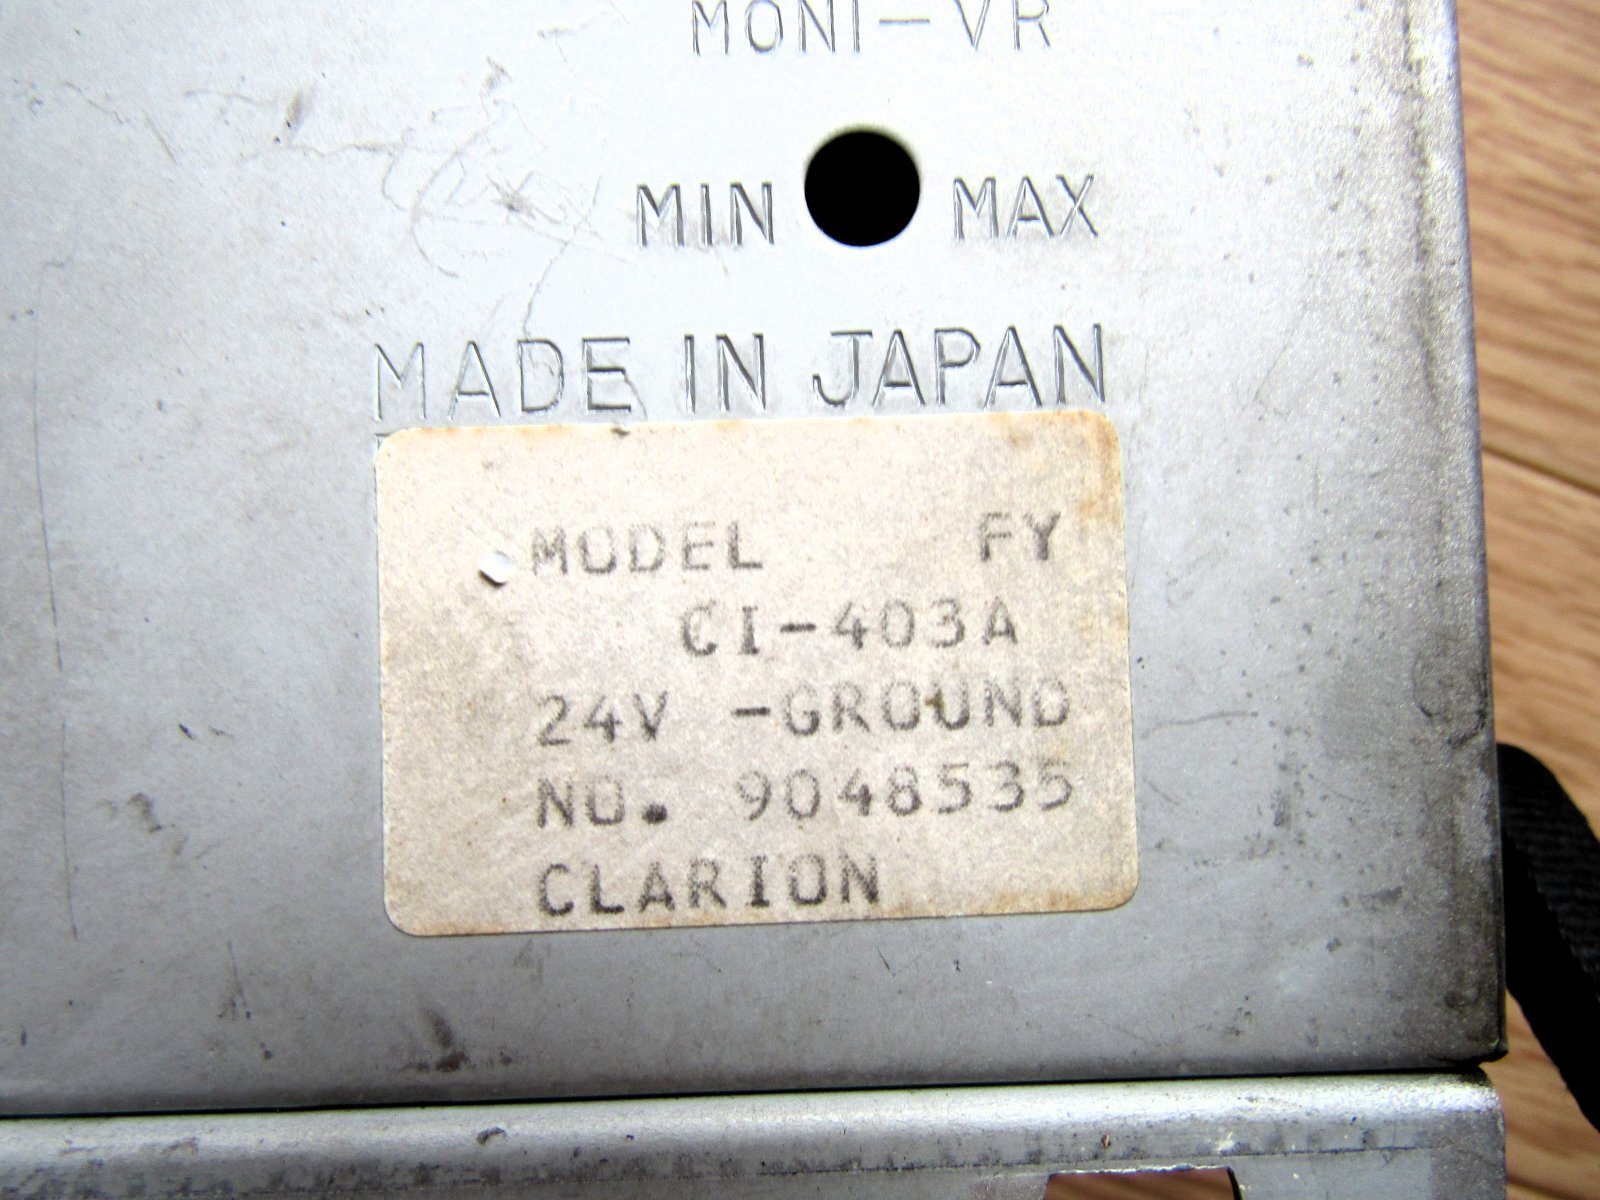 MONI-VR
MIN MAX
MADE IN JAPAN
MODEL FY
CI-403A
24V -GROUND
NO. 9048535
CLARION